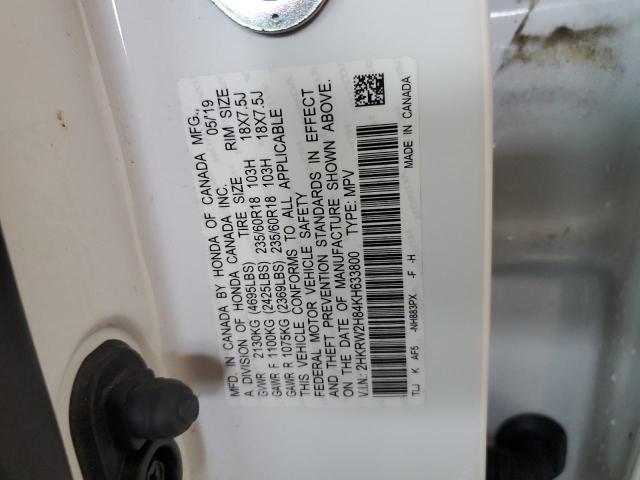 MFD. IN CANADA BY HONDA OF CANADA MFG.,
A DIVISION OF HONDA CANADA INC. 05/19
TIRE SIZE RIM SIZE
GVWR 2130KG (4695LBS)
GAWR F 1100KG (2425LBS) 235/60R18 103H 18X7.5J
GAWR R 1075KG (2369LBS) 235/60R18 103H 18X7.5J
THIS VEHICLE CONFORMS TO ALL APPLICABLE
FEDERAL MOTOR VEHICLE SAFETY
AND THEFT PREVENTION STANDARDS IN EFFECT
ON THE DATE OF MANUFACTURE SHOWN ABOVE.
V.I.N.: 2HKRW2H84KH633800 TYPE: MPV
TLJ K AF5 -NH883PX -F -H MADE IN CANADA